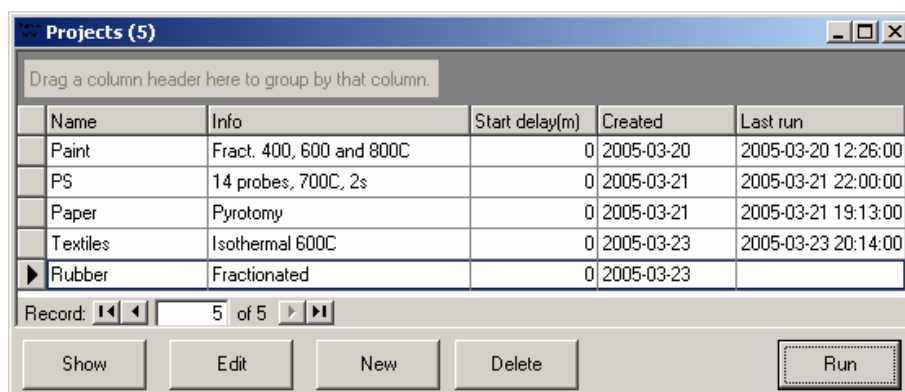 Projects (5)
Drag a column header here to group by that column.
Name Info Start delay(m) Created Last run
Paint Fract. 400, 600 and 800C 0 2005-03-20 2005-03-20 12:26:00
PS 14 probes, 700C, 2s 0 2005-03-21 2005-03-21 22:00:00
Paper Pyrotomy 0 2005-03-21 2005-03-21 19:13:00
Textiles Isothermal 600C 0 2005-03-23 2005-03-23 20:14:00
Rubber Fractionated 0 2005-03-23
Record: 5 of 5
Show Edit New Delete Run